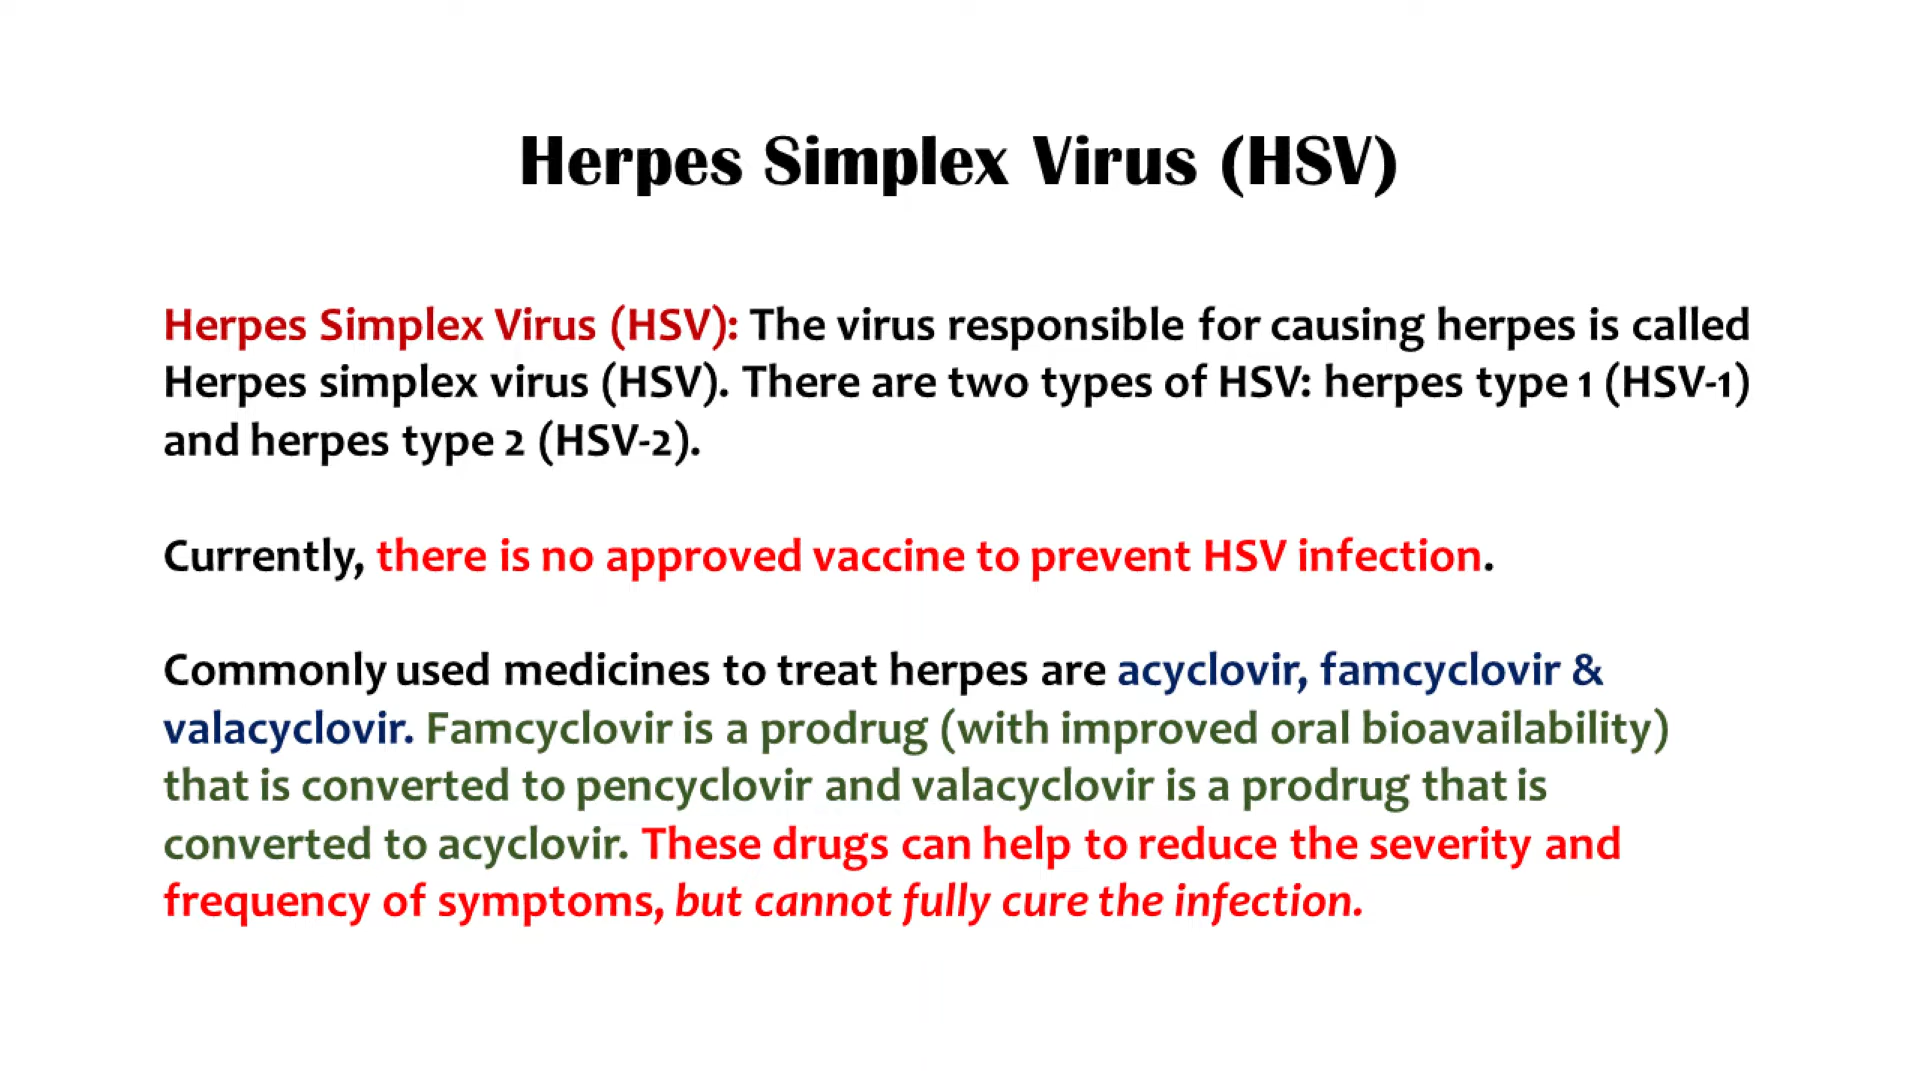 Herpes Simplex Virus (HSV)
Herpes Simplex Virus (HSV): The virus responsible for causing herpes is called
Herpes simplex virus (HSV). There are two types of HSV: herpes type 1 (HSV-1)
and herpes type 2 (HSV-2).
Currently, there is no approved vaccine to prevent HSV infection.
Commonly used medicines to treat herpes are acyclovir, famcyclovir &
valacyclovir. Famcyclovir is a prodrug (with improved oral bioavailability)
that is converted to pencyclovir and valacyclovir is a prodrug that is
converted to acyclovir. These drugs can help to reduce the severity and
frequency of symptoms, but cannot fully cure the infection.